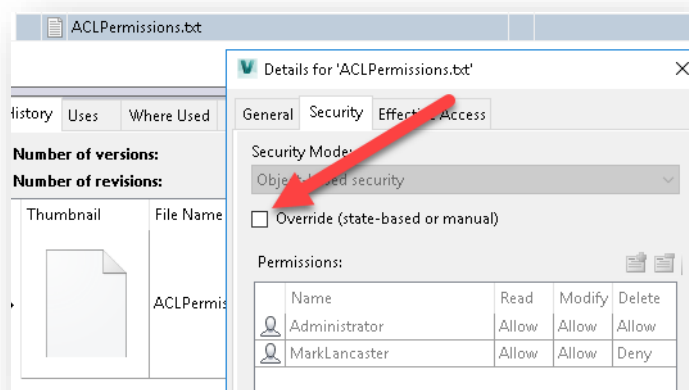 ACLPermissions.txt
Details for 'ACLPermissions.txt'
History Uses Where Used
General Security Effective Access
Number of versions:
Number of revisions:
Security Mode:
Object-based security
Override (state-based or manual)
Thumbnail File Name
Permissions:
Name Read Modify Delete
Administrator Allow Allow Allow
MarkLancaster Allow Allow Deny
ACLPermis